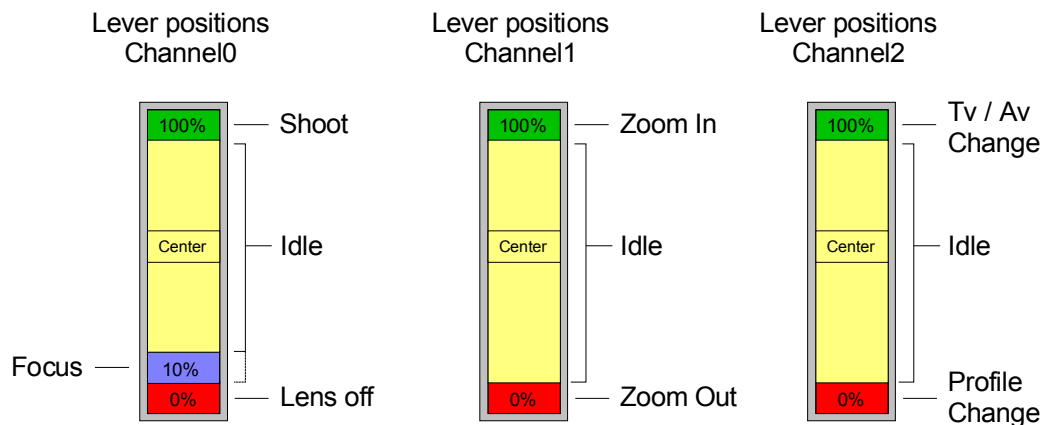 Lever positions
Channel0
Lever positions
Channel1
Lever positions
Channel2
100%
Shoot
Center
Idle
Focus
10%
0%
Lens off
100%
Zoom In
Center
Idle
0%
Zoom Out
100%
Tv / Av
Change
Center
Idle
0%
Profile
Change